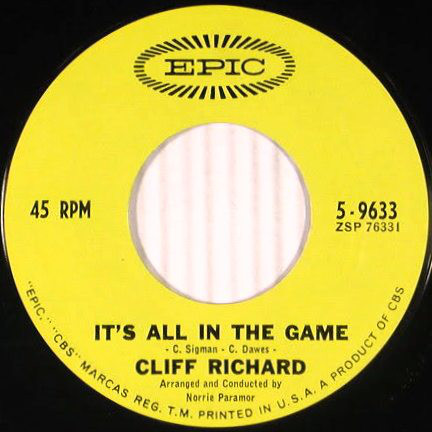 EPIC
45 RPM
5-9633
ZSP 76331
IT'S ALL IN THE GAME
- C. Sigman - C. Dawes -
CLIFF RICHARD
Arranged and Conducted by
Norrie Paramor
"EPIC," "CBS" MARCAS REG. T.M. PRINTED IN U.S.A. A PRODUCT OF CBS